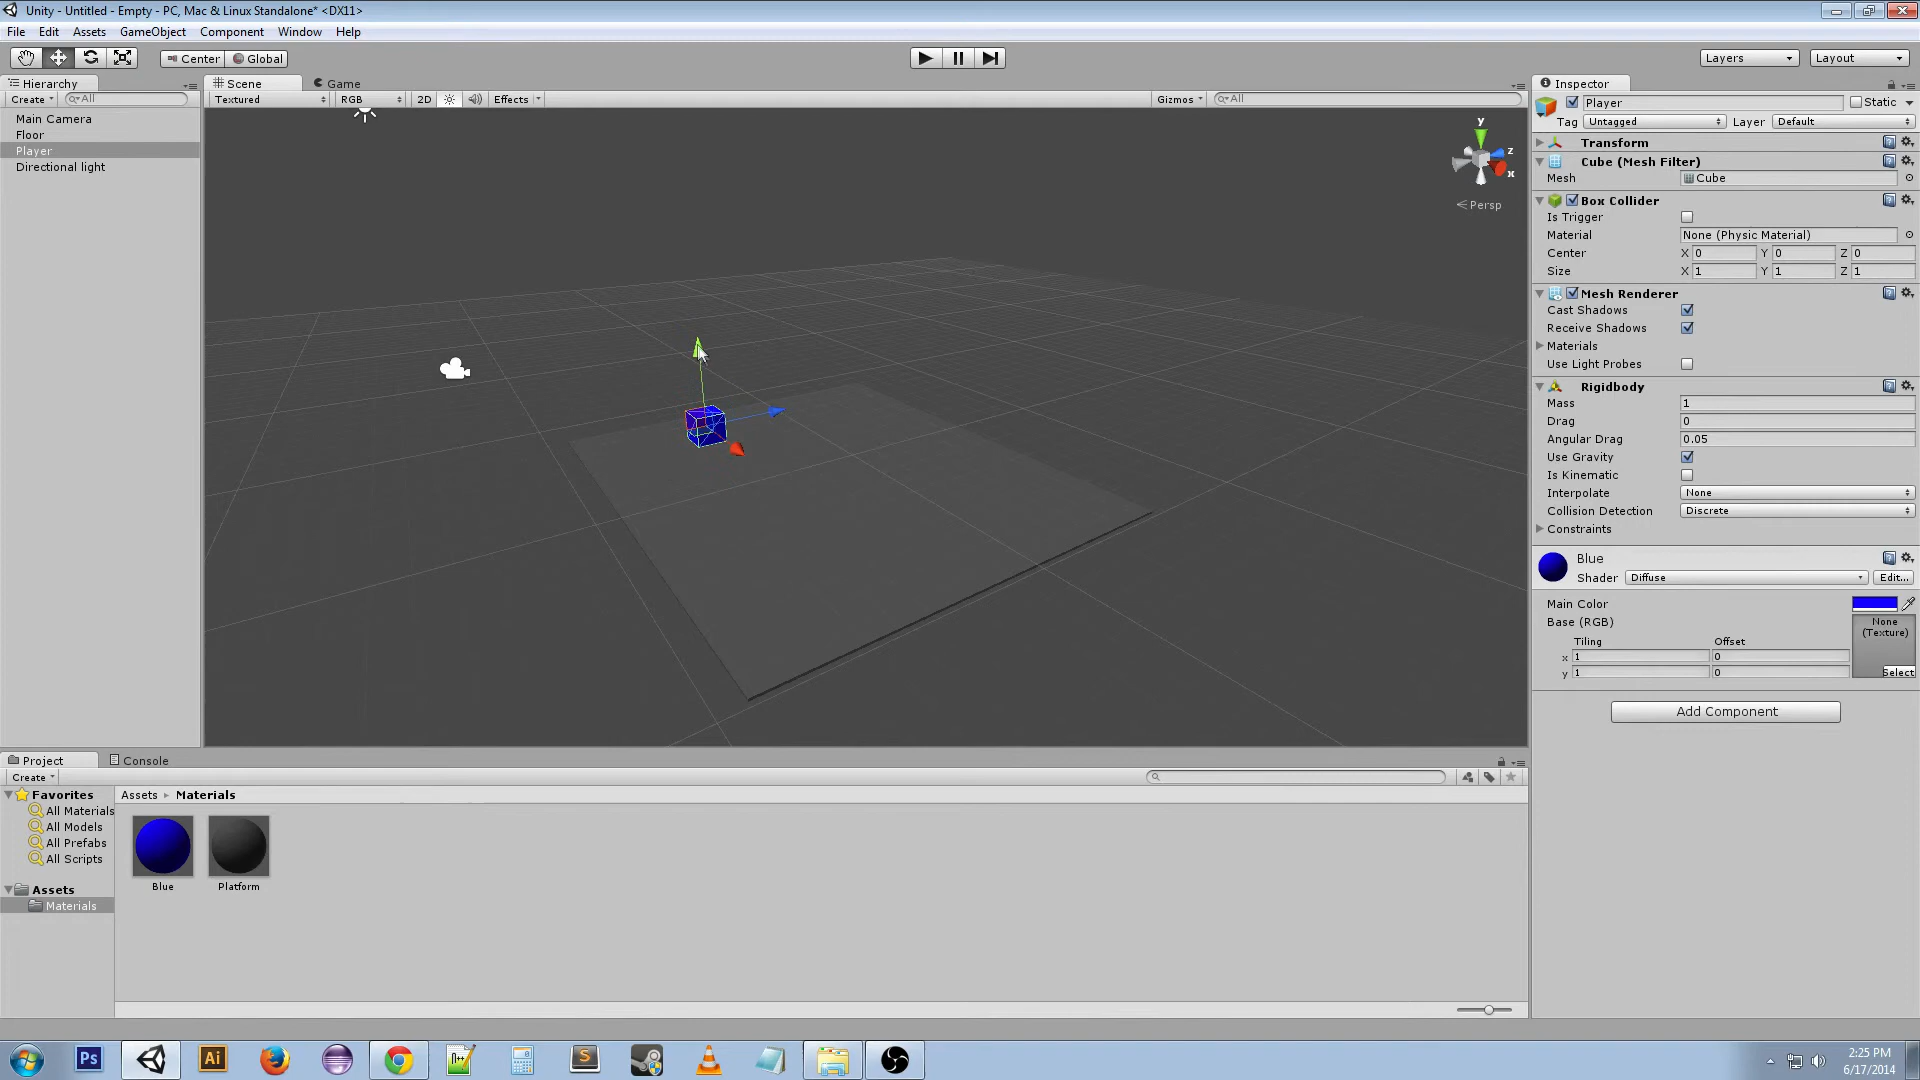 Unity - Untitled - Empty - PC, Mac & Linux Standalone* <DX11>
File Edit Assets GameObject Component Window Help
Center Global Layers Layout
Hierarchy
Create All
Main Camera
Floor
Player
Directional light
Scene Game
Textured RGB 2D Effects Gizmos All
y
z
x
Persp
Inspector
Player Static
Tag Untagged Layer Default
Transform
Cube (Mesh Filter)
Mesh Cube
Box Collider
Is Trigger
Material None (Physic Material)
Center X 0 Y 0 Z 0
Size X 1 Y 1 Z 1
Mesh Renderer
Cast Shadows
Receive Shadows
Materials
Use Light Probes
Rigidbody
Mass 1
Drag 0
Angular Drag 0.05
Use Gravity
Is Kinematic
Interpolate None
Collision Detection Discrete
Constraints
Blue
Shader Diffuse Edit...
Main Color
Base (RGB) None
(Texture)
Tiling Offset
x 1 0
y 1 0
Select
Add Component
Project Console
Create
Favorites
All Materials
All Models
All Prefabs
All Scripts
Assets
Materials
Assets Materials
Blue Platform
Ps Ai S
2:25 PM
6/17/2014